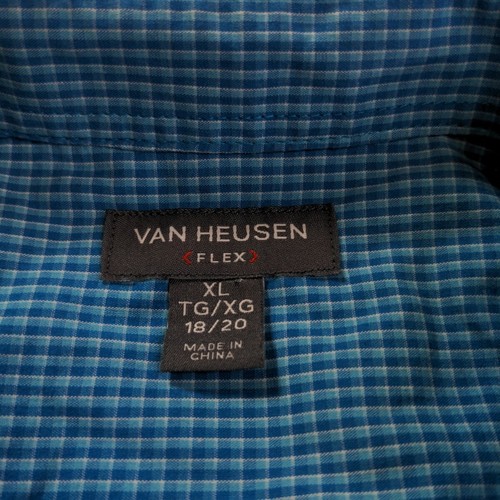 VAN HEUSEN
<FLEX>
XL
TG/XG
18/20
MADE IN
CHINA